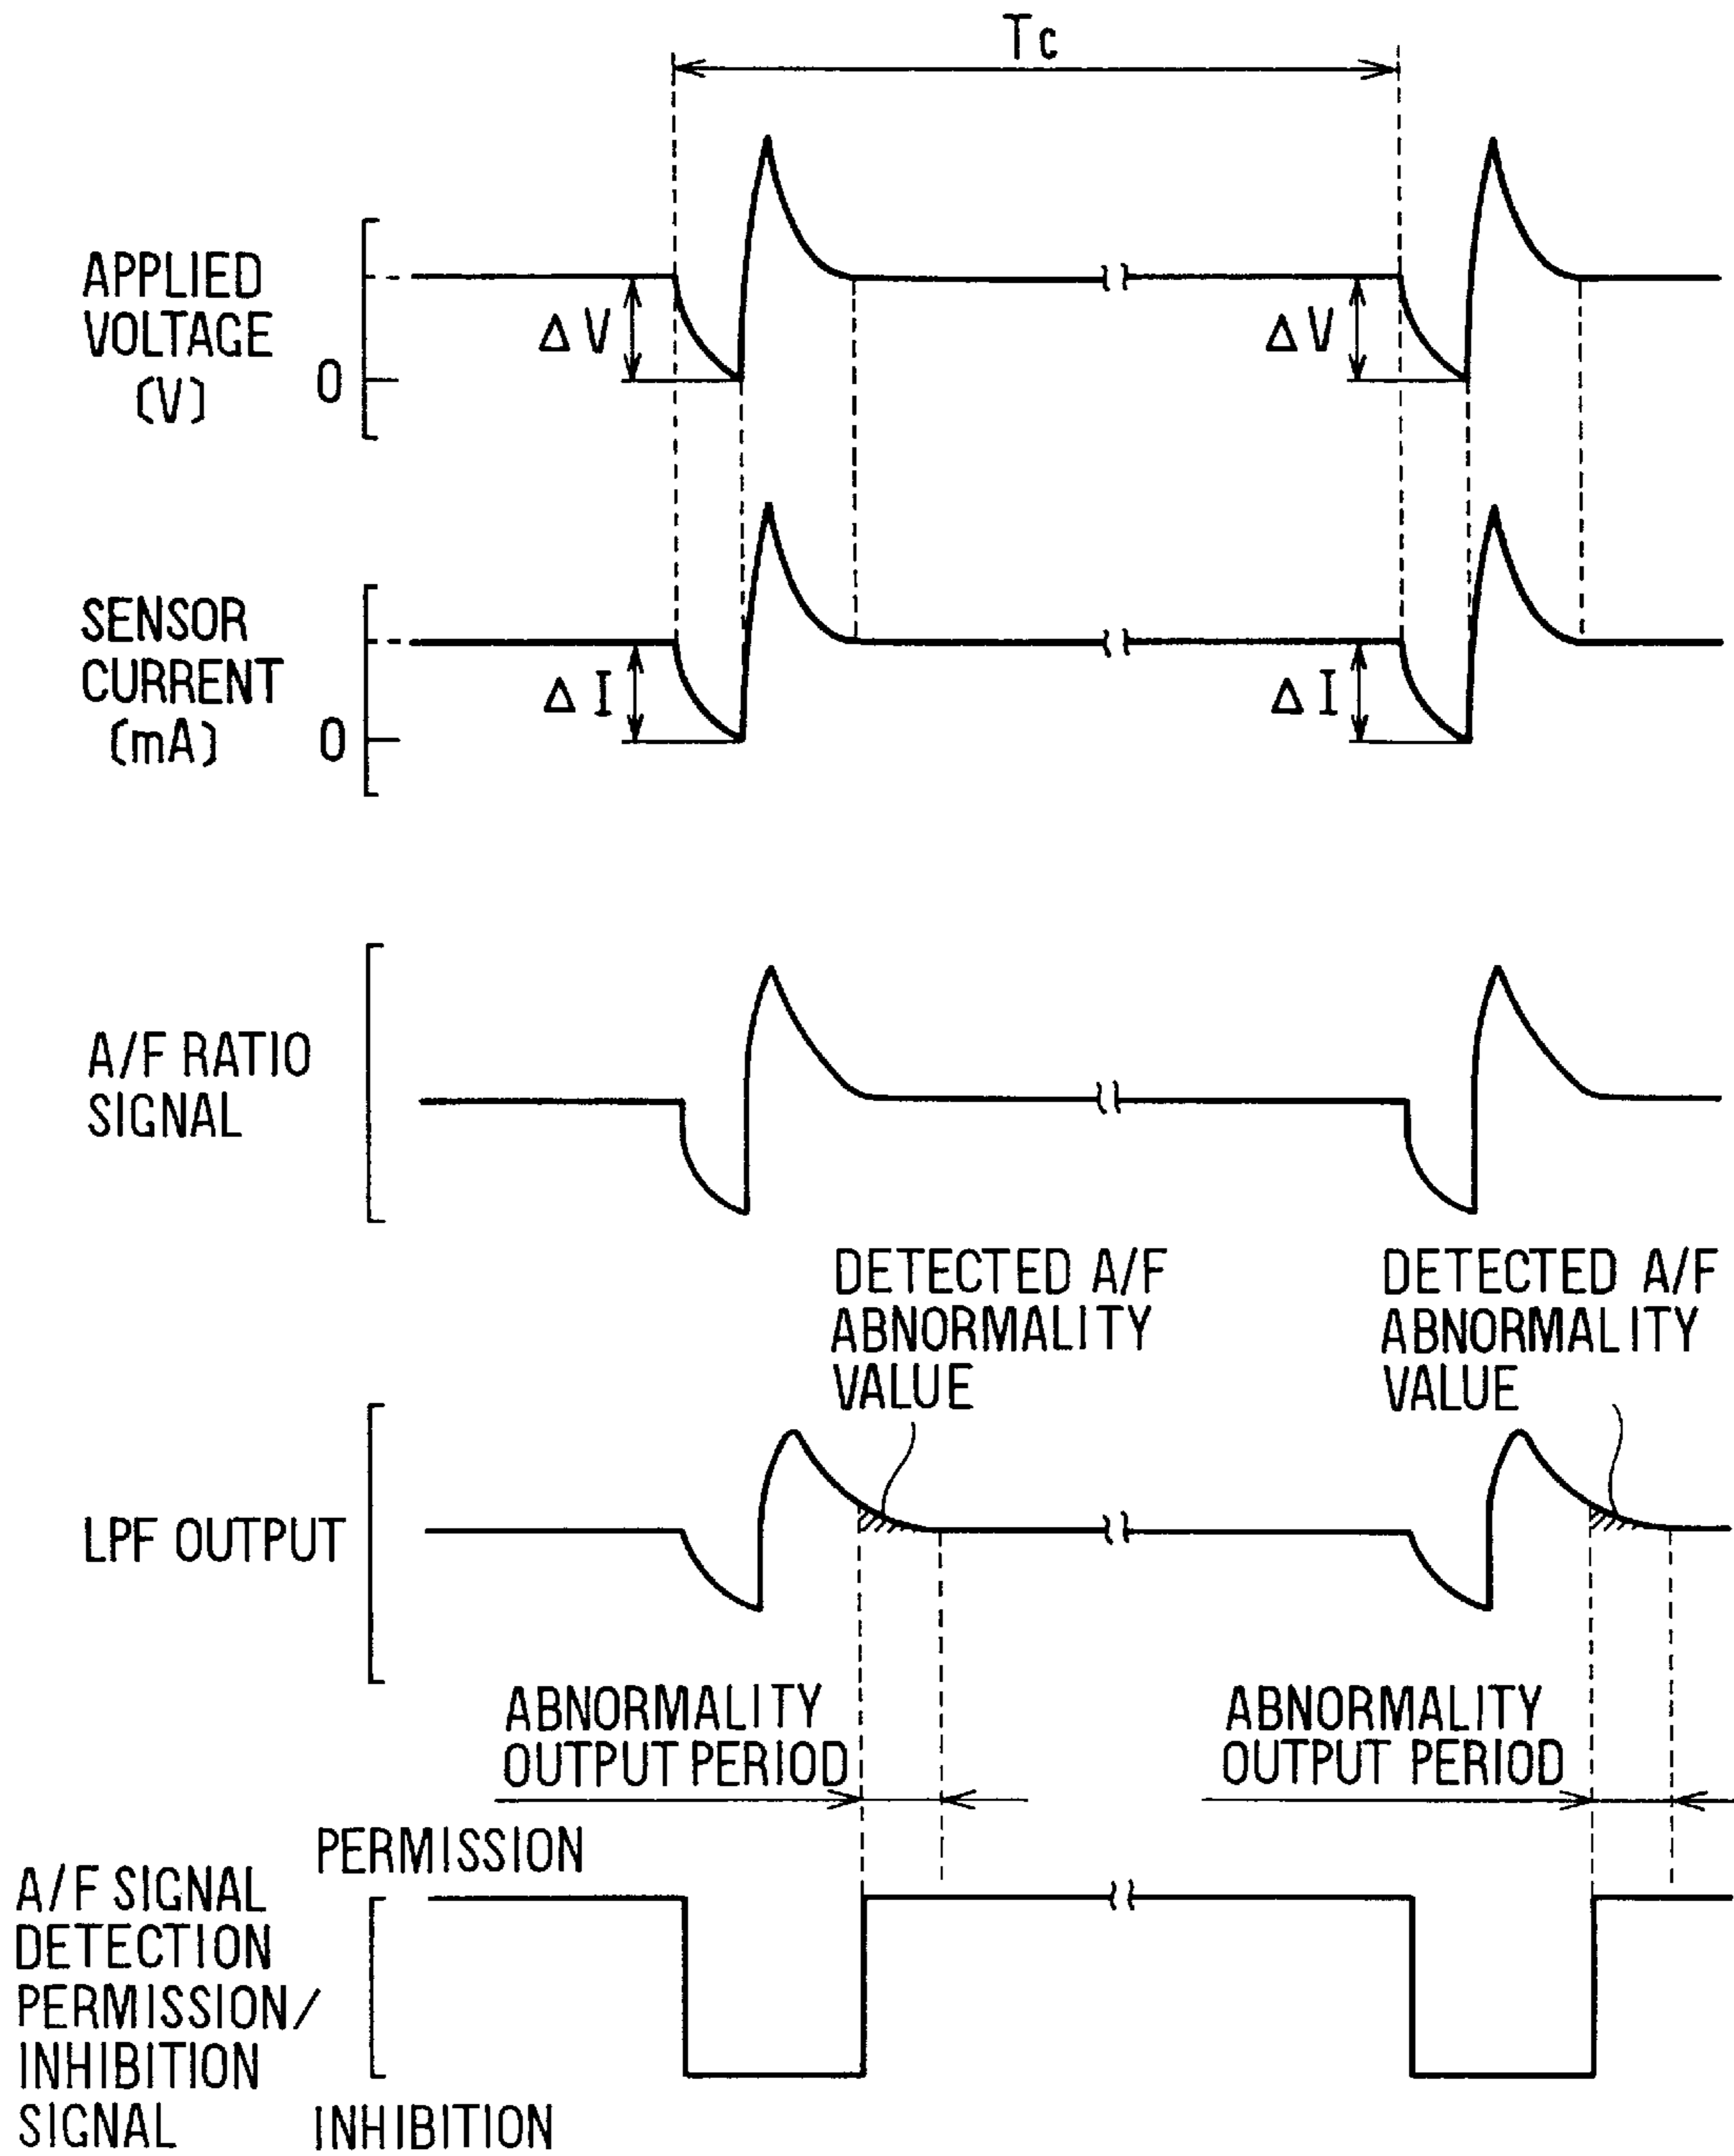 Tc
APPLIED
VOLTAGE
(V)
0
ΔV
ΔV
SENSOR
CURRENT
(mA)
0
ΔI
ΔI
A/F RATIO
SIGNAL
DETECTED A/F
ABNORMALITY
VALUE
DETECTED A/F
ABNORMALITY
VALUE
LPF OUTPUT
ABNORMALITY
OUTPUT PERIOD
ABNORMALITY
OUTPUT PERIOD
PERMISSION
A/F SIGNAL
DETECTION
PERMISSION/
INHIBITION
SIGNAL
INHIBITION